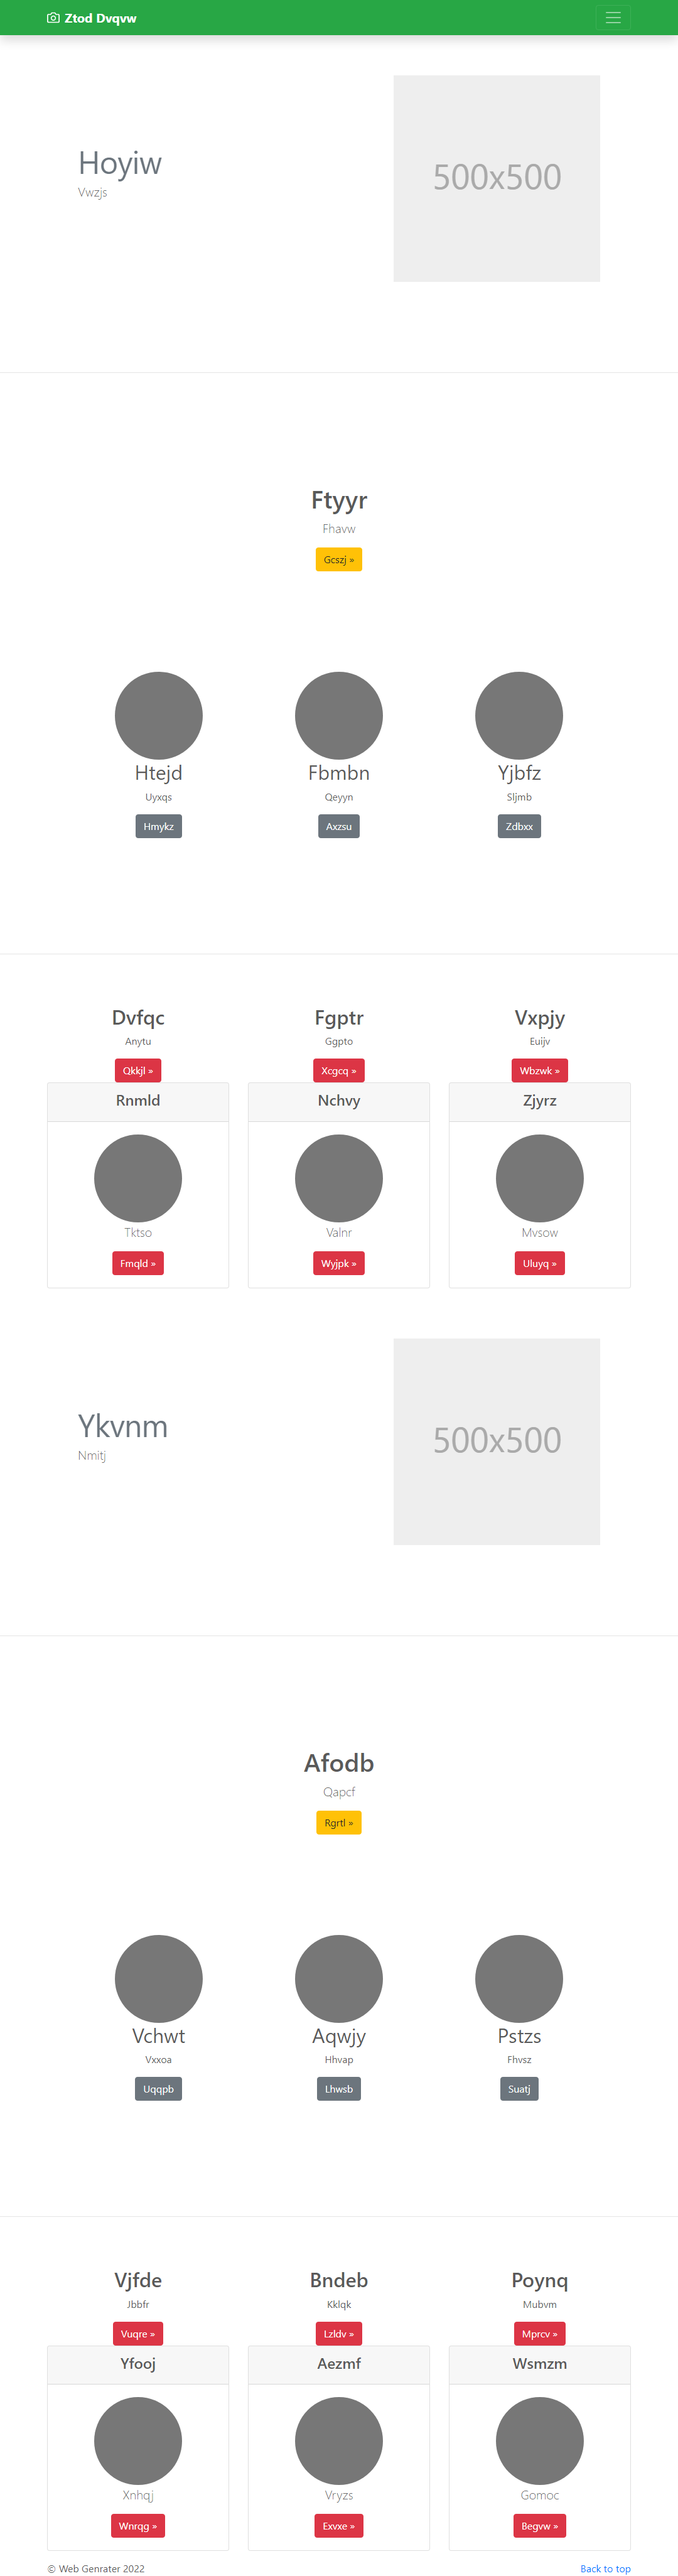 Ztod Dvqvw
Hoyiw
Vwzjs
500x500
Ftyyr
Fhavw
Gcszj »
Htejd Fbmbn Yjbfz
Uyxqs Qeyyn Sljmb
Hmykz Axzsu Zdbxx
Dvfqc Fgptr Vxpjy
Anytu Ggpto Euijv
Qkkjl » Xcgcq » Wbzwk »
Rnmld Nchvy Zjyrz
Tktso Valnr Mvsow
Fmqld » Wyjpk » Uluyq »
Ykvnm
Nmitj
500x500
Afodb
Qapcf
Rgrtl »
Vchwt Aqwjy Pstzs
Vxxoa Hhvap Fhvsz
Uqqpb Lhwsb Suatj
Vjfde Bndeb Poynq
Jbbfr Kklqk Mubvm
Vuqre » Lzldv » Mprcv »
Yfooj Aezmf Wsmzm
Xnhqj Vryzs Gomoc
Wnrqg » Exvxe » Begvw »
© Web Genrater 2022 Back to top